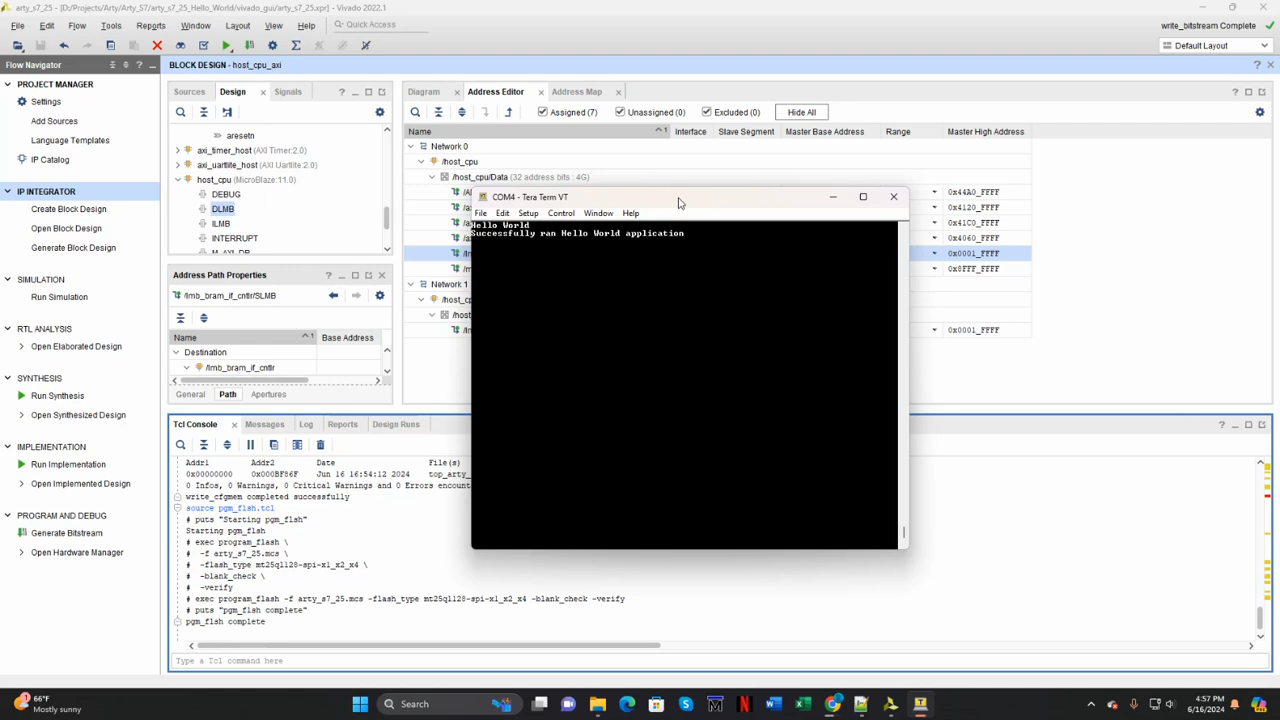 arty_s7_25 - [D:/Projects/Arty/Arty_S7/Arty_S7_25_Hello_World/vivado_gui/arty_s7_25.xpr] - Vivado 2022.1
File Edit Flow Tools Reports Window Layout View Help Quick Access
write_bitstream Complete
Default Layout
Flow Navigator
BLOCK DESIGN - host_cpu_axi
PROJECT MANAGER
Settings
Add Sources
Language Templates
IP Catalog
IP INTEGRATOR
Create Block Design
Open Block Design
Generate Block Design
SIMULATION
Run Simulation
RTL ANALYSIS
Open Elaborated Design
SYNTHESIS
Run Synthesis
Open Synthesized Design
IMPLEMENTATION
Run Implementation
Open Implemented Design
PROGRAM AND DEBUG
Generate Bitstream
Open Hardware Manager
Sources Design Signals
aresetn
axi_timer_host (AXI Timer:2.0)
axi_uartlite_host (AXI Uartlite:2.0)
host_cpu (MicroBlaze:11.0)
DEBUG
DLMB
ILMB
INTERRUPT
M_AXI_DP
Address Path Properties
/lmb_bram_if_cntlr/SLMB
Name Base Address
Destination
/lmb_bram_if_cntlr
General Path Apertures
Diagram Address Editor Address Map
Assigned (7) Unassigned (0) Excluded (0) Hide All
Name Interface Slave Segment Master Base Address Range Master High Address
Network 0
/host_cpu
/host_cpu/Data (32 address bits : 4G)
0x44A0_FFFF
0x4120_FFFF
0x41C0_FFFF
0x4060_FFFF
0x0001_FFFF
0x8FFF_FFFF
Network 1
0x0001_FFFF
COM4 - Tera Term VT
File Edit Setup Control Window Help
Hello World
Successfully ran Hello World application
Tcl Console Messages Log Reports Design Runs
Addr1 Addr2 Date File(s)
0x00000000 0x000BF86F Jun 16 16:54:12 2024 top_arty_
0 Infos, 0 Warnings, 0 Critical Warnings and 0 Errors encount
write_cfgmem completed successfully
source pgm_flsh.tcl
# puts "Starting pgm_flsh"
Starting pgm_flsh
# exec program_flash \
# -f arty_s7_25.mcs \
# -flash_type mt25ql128-spi-x1_x2_x4 \
# -blank_check \
# -verify
# exec program_flash -f arty_s7_25.mcs -flash_type mt25ql128-spi-x1_x2_x4 -blank_check -verify
# puts "pgm_flsh complete"
pgm_flsh complete
Type a Tcl command here
66°F
Mostly sunny
Search
4:57 PM
6/16/2024